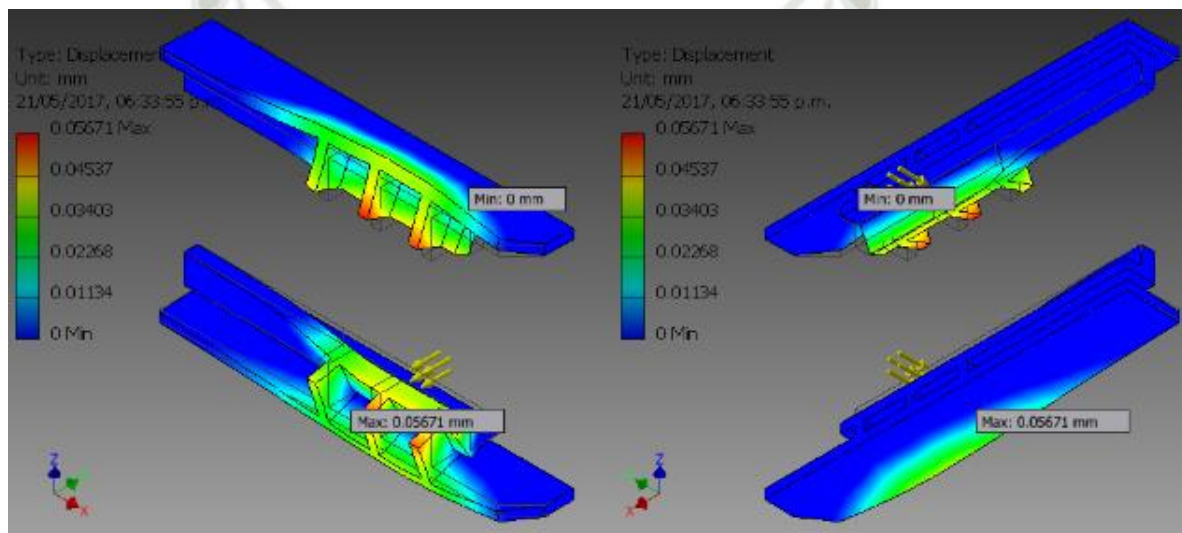 Type: Displacement
Unit: mm
21/05/2017, 06:33:55 p.m.
0.05671 Max
0.04537
0.03403
0.02268
0.01134
0 Min
Min: 0 mm
Max: 0.05671 mm
Z
X
Type: Displacement
Unit: mm
21/05/2017, 06:33:55 p.m.
0.05671 Max
0.04537
0.03403
0.02268
0.01134
0 Min
Min: 0 mm
Max: 0.05671 mm
Z
X